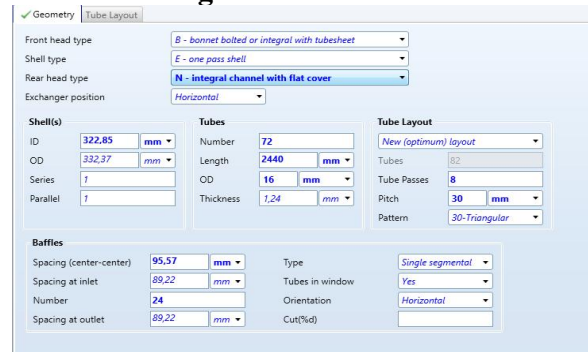 Geometry Tube Layout
Front head type B - bonnet bolted or integral with tubesheet
Shell type E - one pass shell
Rear head type N - integral channel with flat cover
Exchanger position Horizontal
Shell(s) Tubes Tube Layout
ID 322,85 mm Number 72 New (optimum) layout
OD 332,37 mm Length 2440 mm Tubes 82
Series 1 OD 16 mm Tube Passes 8
Parallel 1 Thickness 1,24 mm Pitch 30 mm
Pattern 30-Triangular
Baffles
Spacing (center-center) 95,57 mm Type Single segmental
Spacing at inlet 89,22 mm Tubes in window Yes
Number 24 Orientation Horizontal
Spacing at outlet 89,22 mm Cut(%d)